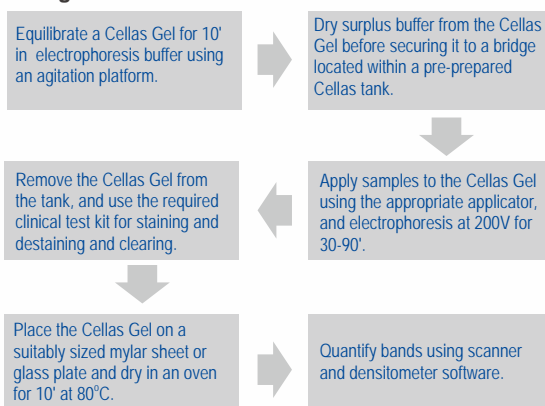 Equilibrate a Cellas Gel for 10'
in electrophoresis buffer using
an agitation platform.
Dry surplus buffer from the Cellas
Gel before securing it to a bridge
located within a pre-prepared
Cellas tank.
Apply samples to the Cellas Gel
using the appropriate applicator,
and electrophoresis at 200V for
30-90'.
Remove the Cellas Gel from
the tank, and use the required
clinical test kit for staining and
destaining and clearing.
Place the Cellas Gel on a
suitably sized mylar sheet or
glass plate and dry in an oven
for 10' at 80°C.
Quantify bands using scanner
and densitometer software.